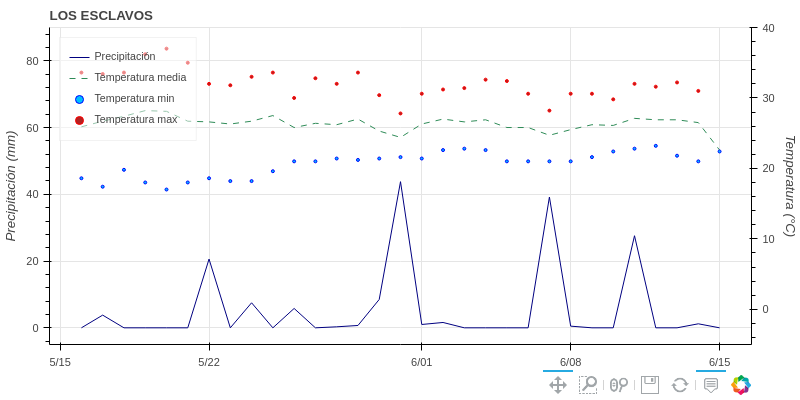 LOS ESCLAVOS
Precipitación
Temperatura media
Temperatura min
Temperatura max
Precipitación (mm)
80
60
40
20
0
Temperatura (°C)
40
30
20
10
0
5/15
5/22
6/01
6/08
6/15